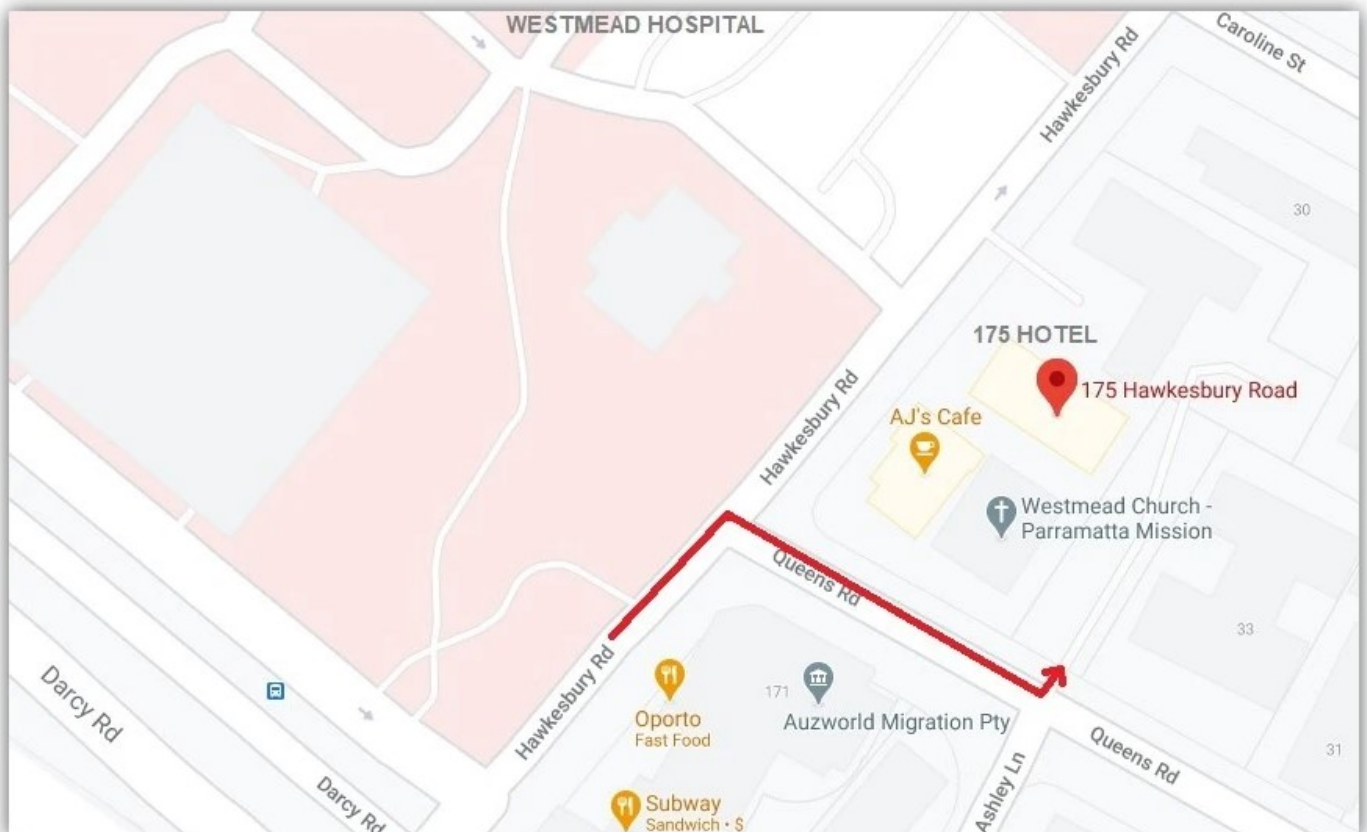 WESTMEAD HOSPITAL
Caroline St
Hawkesbury Rd
30
175 HOTEL
175 Hawkesbury Road
AJ's Cafe
Hawkesbury Rd
Westmead Church -
Parramatta Mission
Queens Rd
33
Hawkesbury Rd
Darcy Rd
Oporto
Fast Food
171
Auzworld Migration Pty
Queens Rd
31
Ashley Ln
Darcy Rd
Subway
Sandwich · $